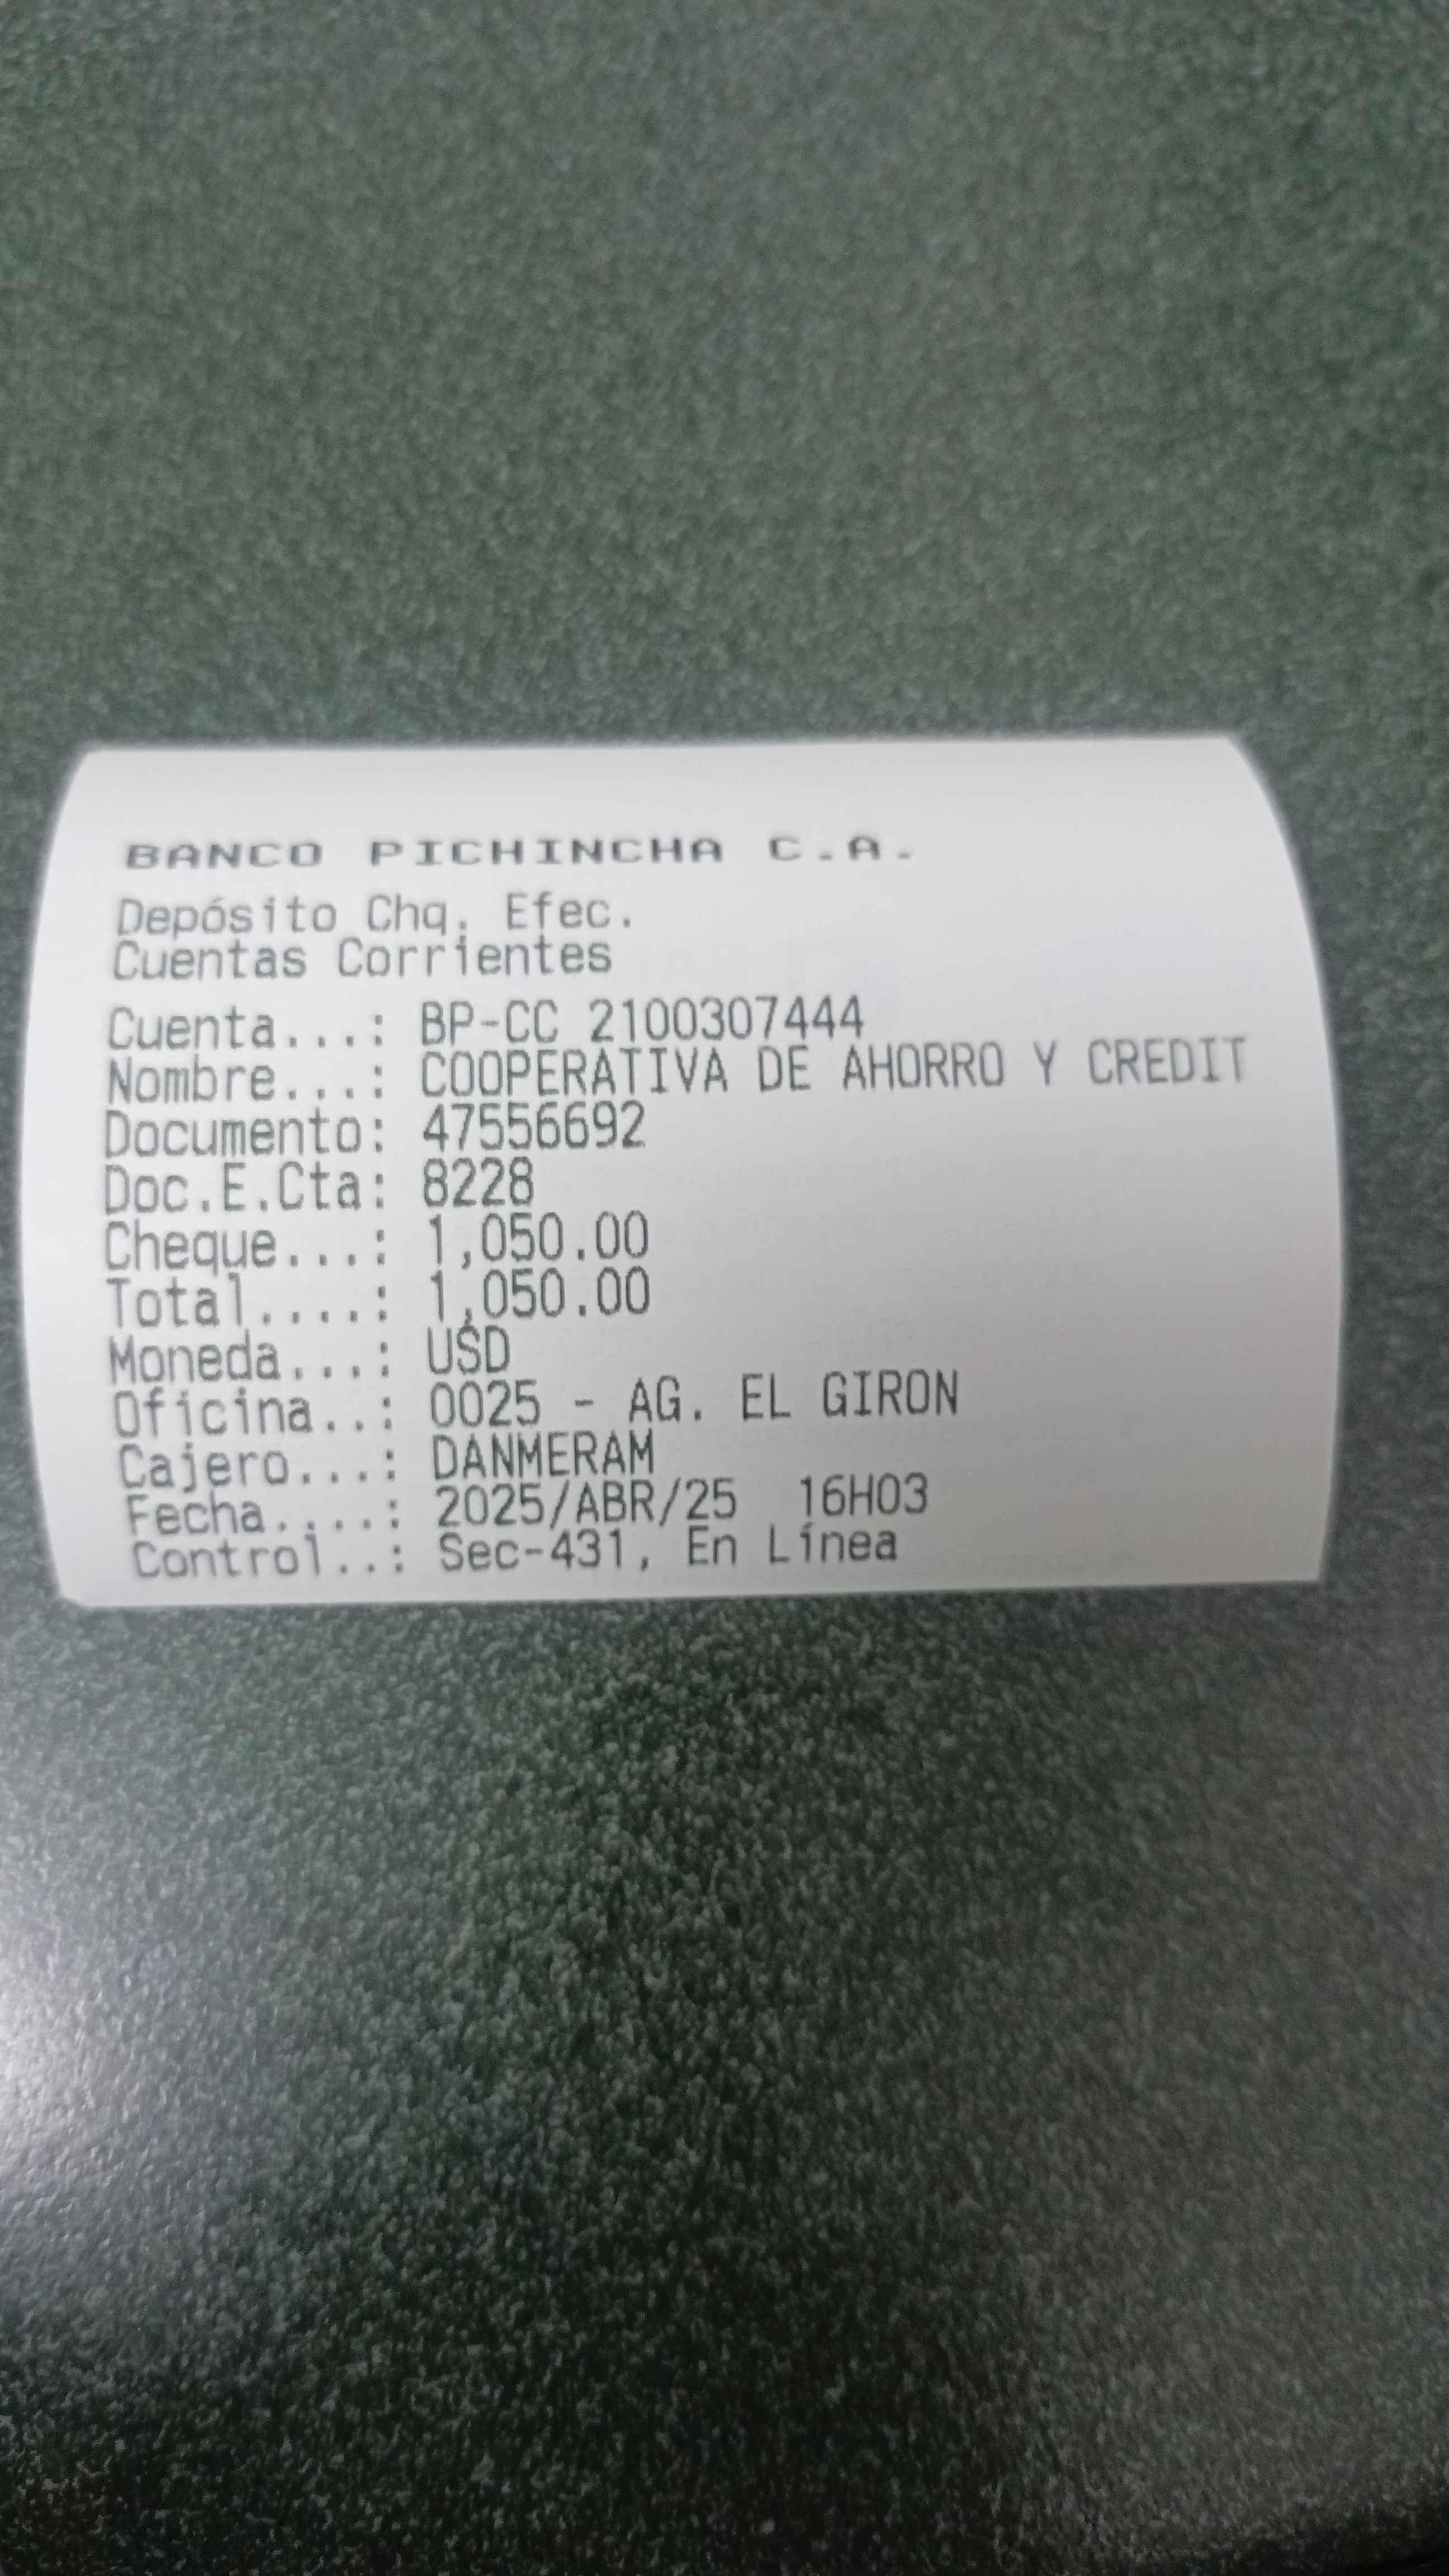 BANCO PICHINCHA C.A.
Depósito Chq. Efec.
Cuentas Corrientes
Cuenta...: BP-CC 2100307444
Nombre...: COOPERATIVA DE AHORRO Y CREDIT
Documento: 47556692
Doc.E.Cta: 8228
Cheque...: 1,050.00
Total....: 1,050.00
Moneda...: USD
Oficina..: 0025 - AG. EL GIRON
Cajero...: DANMERAM
Fecha....: 2025/ABR/25  16H03
Control..: Sec-431, En Línea